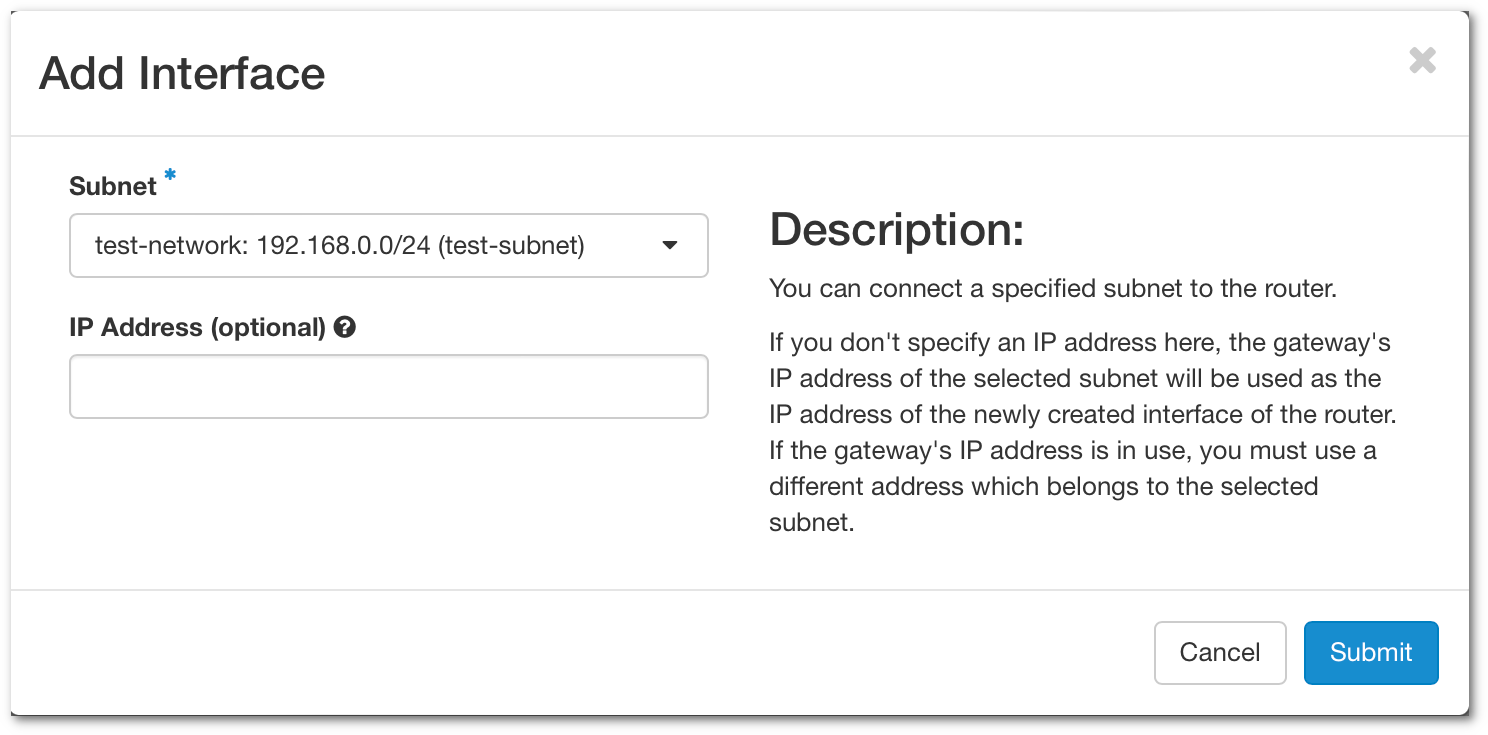 Add Interface
Subnet *
test-network: 192.168.0.0/24 (test-subnet)
IP Address (optional)
Description:
You can connect a specified subnet to the router.
If you don't specify an IP address here, the gateway's
IP address of the selected subnet will be used as the
IP address of the newly created interface of the router.
If the gateway's IP address is in use, you must use a
different address which belongs to the selected
subnet.
Cancel
Submit